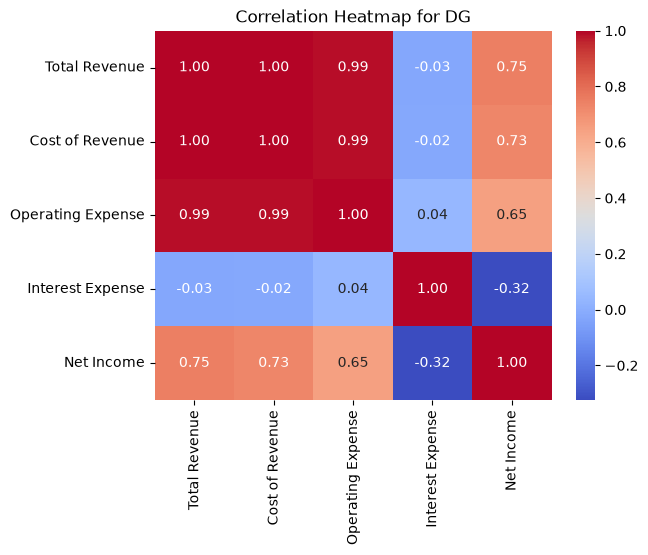 Correlation Heatmap for DG
Total Revenue 1.00 1.00 0.99 -0.03 0.75
Cost of Revenue 1.00 1.00 0.99 -0.02 0.73
Operating Expense 0.99 0.99 1.00 0.04 0.65
Interest Expense -0.03 -0.02 0.04 1.00 -0.32
Net Income 0.75 0.73 0.65 -0.32 1.00
Total Revenue
Cost of Revenue
Operating Expense
Interest Expense
Net Income
1.0
0.8
0.6
0.4
0.2
0.0
−0.2